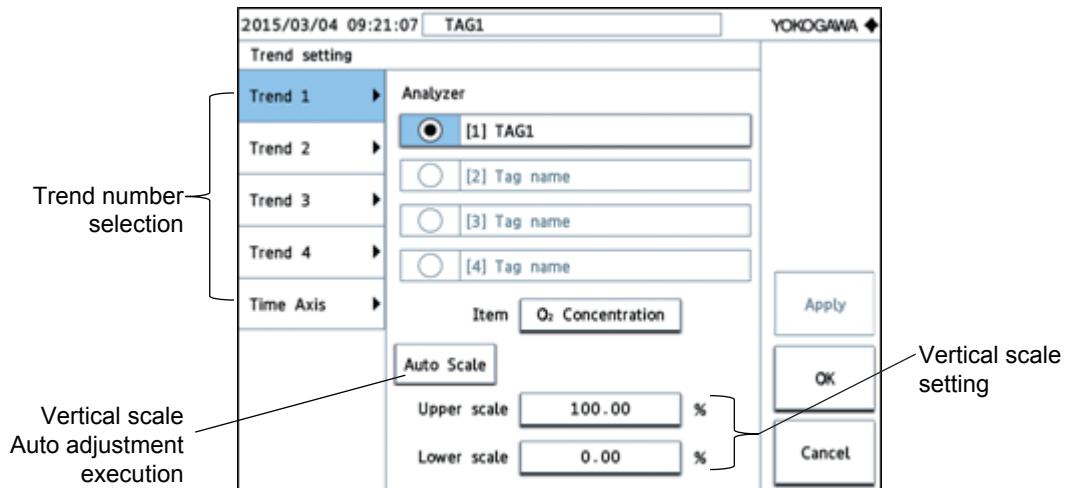 2015/03/04 09:21:07 TAG1 YOKOGAWA
Trend setting
Trend 1
Trend 2
Trend 3
Trend 4
Time Axis
Analyzer
[1] TAG1
[2] Tag name
[3] Tag name
[4] Tag name
Item O₂ Concentration
Auto Scale
Upper scale 100.00 %
Lower scale 0.00 %
Apply
OK
Cancel
Trend number
selection
Vertical scale
Auto adjustment
execution
Vertical scale
setting